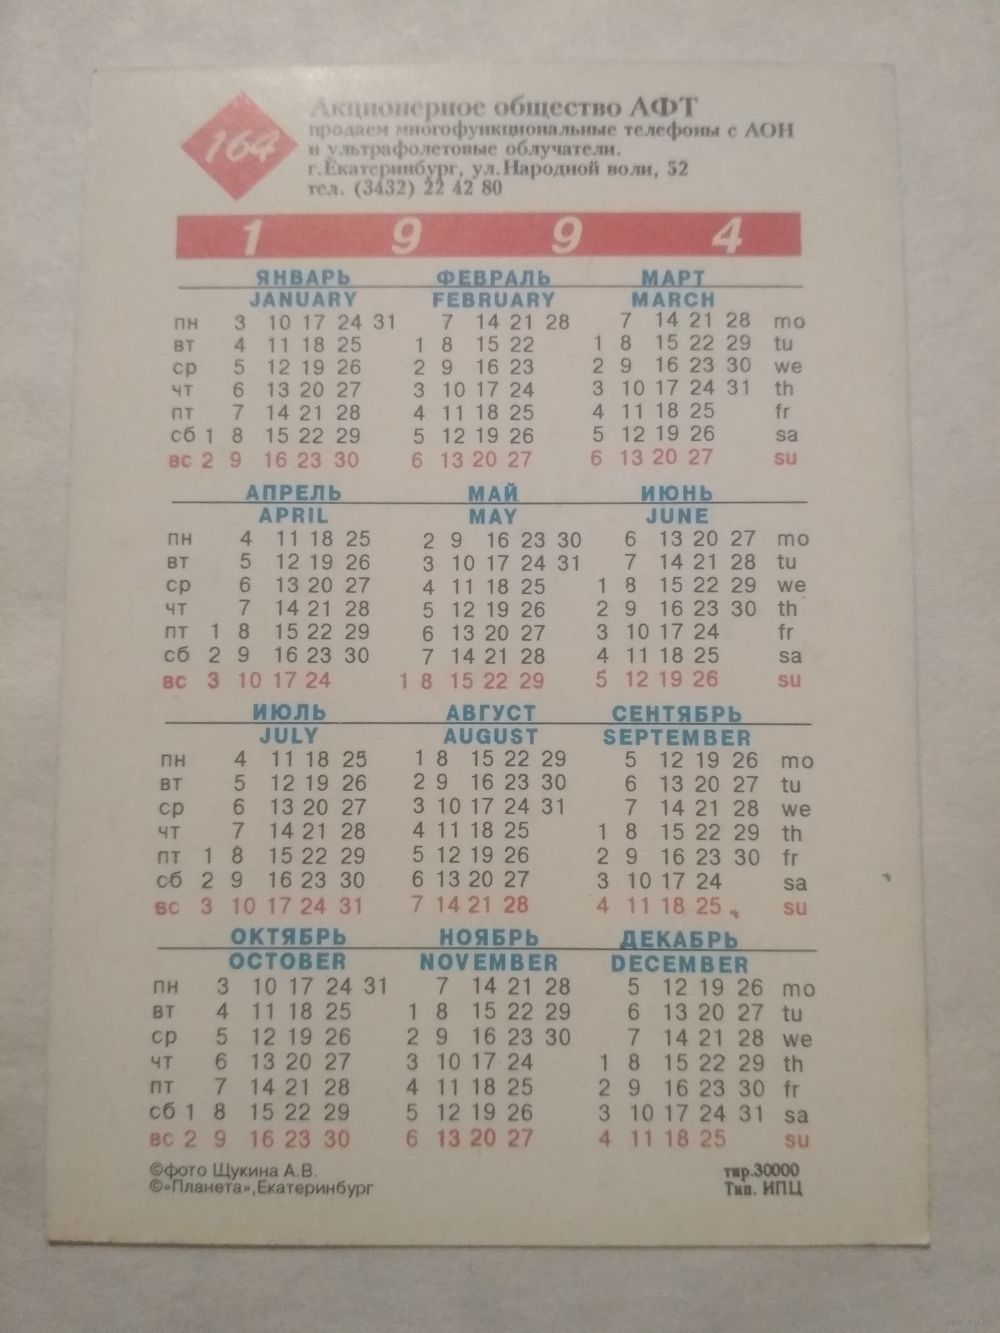 164
Акционерное общество АФТ
продаем многофункциональные телефоны с АОН
и ультрафолетовые облучатели.
г.Екатеринбург, ул.Народной воли, 52
тел. (3432) 22 42 80
1 9 9 4
ЯНВАРЬ ФЕВРАЛЬ МАРТ
JANUARY FEBRUARY MARCH
пн 3 10 17 24 31 7 14 21 28 7 14 21 28 mo
вт 4 11 18 25 1 8 15 22 1 8 15 22 29 tu
ср 5 12 19 26 2 9 16 23 2 9 16 23 30 we
чт 6 13 20 27 3 10 17 24 3 10 17 24 31 th
пт 7 14 21 28 4 11 18 25 4 11 18 25 fr
сб 1 8 15 22 29 5 12 19 26 5 12 19 26 sa
вс 2 9 16 23 30 6 13 20 27 6 13 20 27 su
АПРЕЛЬ МАЙ ИЮНЬ
APRIL MAY JUNE
пн 4 11 18 25 2 9 16 23 30 6 13 20 27 mo
вт 5 12 19 26 3 10 17 24 31 7 14 21 28 tu
ср 6 13 20 27 4 11 18 25 1 8 15 22 29 we
чт 7 14 21 28 5 12 19 26 2 9 16 23 30 th
пт 1 8 15 22 29 6 13 20 27 3 10 17 24 fr
сб 2 9 16 23 30 7 14 21 28 4 11 18 25 sa
вс 3 10 17 24 1 8 15 22 29 5 12 19 26 su
ИЮЛЬ АВГУСТ СЕНТЯБРЬ
JULY AUGUST SEPTEMBER
пн 4 11 18 25 1 8 15 22 29 5 12 19 26 mo
вт 5 12 19 26 2 9 16 23 30 6 13 20 27 tu
ср 6 13 20 27 3 10 17 24 31 7 14 21 28 we
чт 7 14 21 28 4 11 18 25 1 8 15 22 29 th
пт 1 8 15 22 29 5 12 19 26 2 9 16 23 30 fr
сб 2 9 16 23 30 6 13 20 27 3 10 17 24 sa
вс 3 10 17 24 31 7 14 21 28 4 11 18 25 su
ОКТЯБРЬ НОЯБРЬ ДЕКАБРЬ
OCTOBER NOVEMBER DECEMBER
пн 3 10 17 24 31 7 14 21 28 5 12 19 26 mo
вт 4 11 18 25 1 8 15 22 29 6 13 20 27 tu
ср 5 12 19 26 2 9 16 23 30 7 14 21 28 we
чт 6 13 20 27 3 10 17 24 1 8 15 22 29 th
пт 7 14 21 28 4 11 18 25 2 9 16 23 30 fr
сб 1 8 15 22 29 5 12 19 26 3 10 17 24 31 sa
вс 2 9 16 23 30 6 13 20 27 4 11 18 25 su
©фото Щукина А.В. тир.30000
©«Планета»,Екатеринбург Тип. ИПЦ